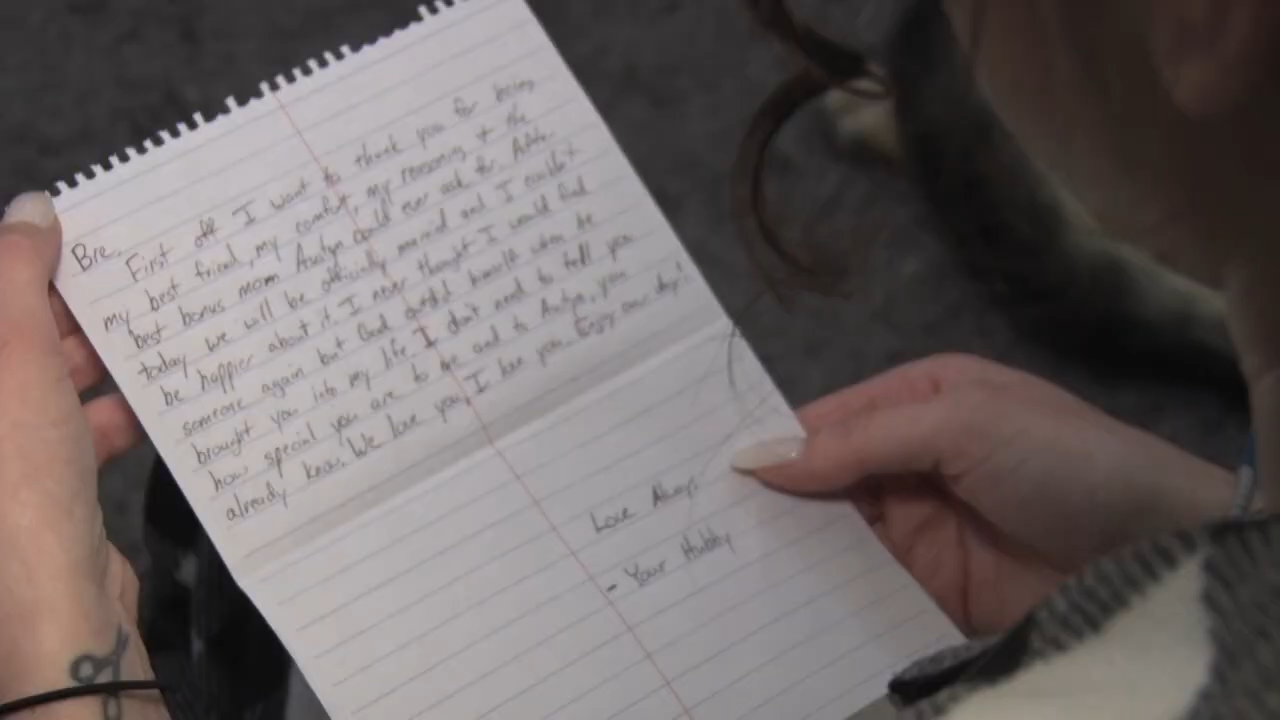 Bre,
First off I want to thank you for being
my best friend, my comfort, my reasoning & the
best bonus mom could ever ask for. After
today we will be officially married and I couldn't
be happier about it. I never thought I would find
someone again but God himself when he
brought you into my life. I don't need to tell you
how special you are to me and to you
already know. We love you, I love you. Enjoy our day!
Love Always
- Your Hubby